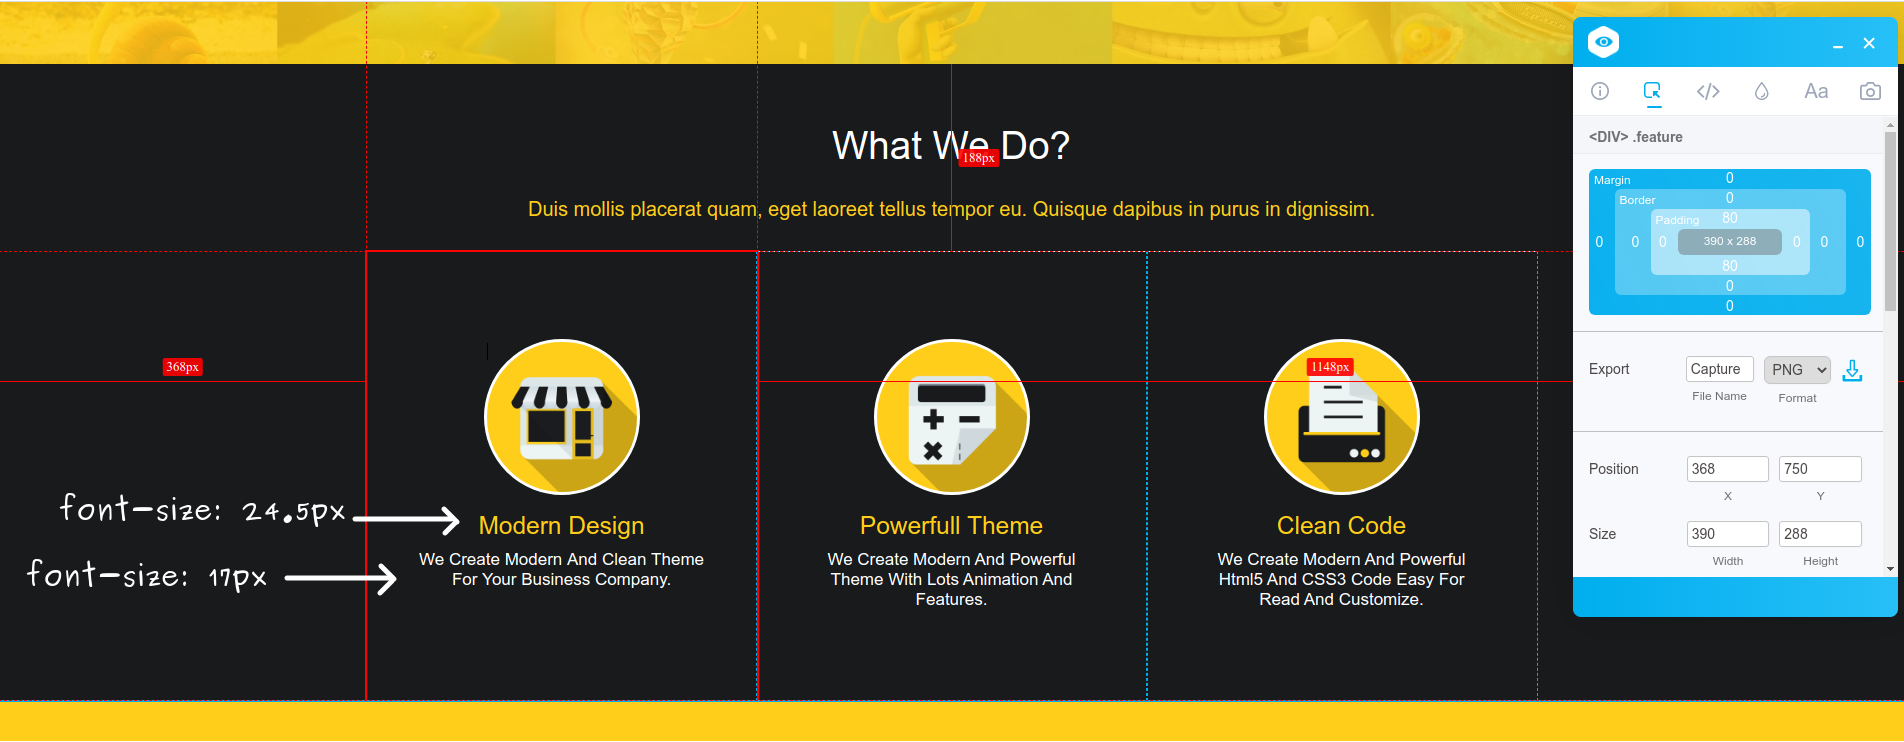 What We Do?
188px
Duis mollis placerat quam, eget laoreet tellus tempor eu. Quisque dapibus in purus in dignissim.
368px
1148px
font-size: 24.5px
Modern Design
font-size: 17px
We Create Modern And Clean Theme
For Your Business Company.
Powerfull Theme
We Create Modern And Powerful
Theme With Lots Animation And
Features.
Clean Code
We Create Modern And Powerful
Html5 And CSS3 Code Easy For
Read And Customize.
Aa
<DIV> .feature
Margin 0
Border 0
Padding 80
0 0 0 390 x 288 0 0 0
80
0
0
Export Capture PNG
File Name Format
Position 368 750
X Y
Size 390 288
Width Height